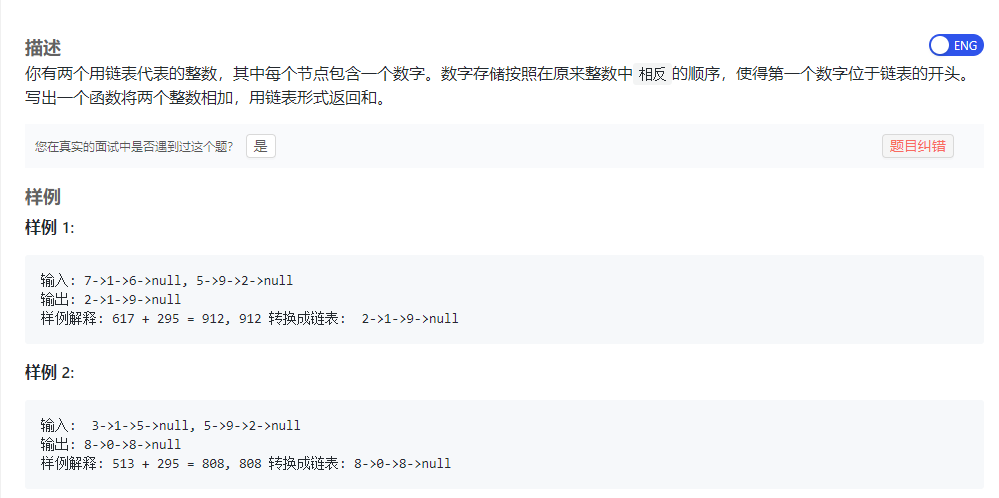 描述
ENG
你有两个用链表代表的整数，其中每个节点包含一个数字。数字存储按照在原来整数中 相反 的顺序，使得第一个数字位于链表的开头。
写出一个函数将两个整数相加，用链表形式返回和。
您在真实的面试中是否遇到过这个题? 是
题目纠错
样例
样例 1:
输入: 7->1->6->null, 5->9->2->null
输出: 2->1->9->null
样例解释: 617 + 295 = 912, 912 转换成链表:  2->1->9->null
样例 2:
输入:  3->1->5->null, 5->9->2->null
输出: 8->0->8->null
样例解释: 513 + 295 = 808, 808 转换成链表: 8->0->8->null